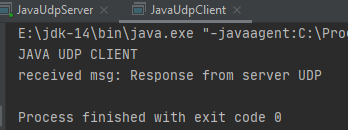 JavaUdpServer JavaUdpClient
E:\jdk-14\bin\java.exe "-javaagent:C:\Pro
JAVA UDP CLIENT
received msg: Response from server UDP
Process finished with exit code 0